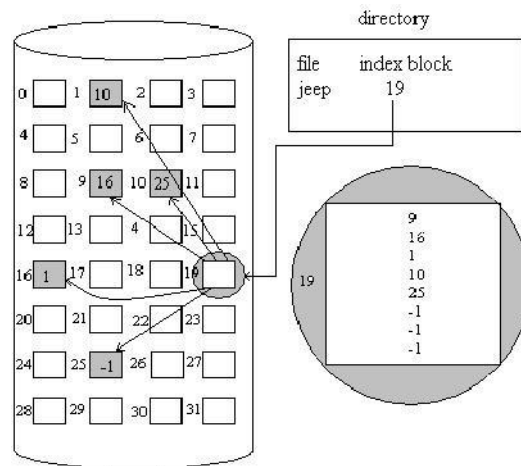 directory
file index block
jeep 19
0 1 10 2 3
4 5 6 7
8 9 16 10 25 11
12 13 4 15
16 1 17 18 19
20 21 22 23
24 25 -1 26 27
28 29 30 31
19
9
16
1
10
25
-1
-1
-1